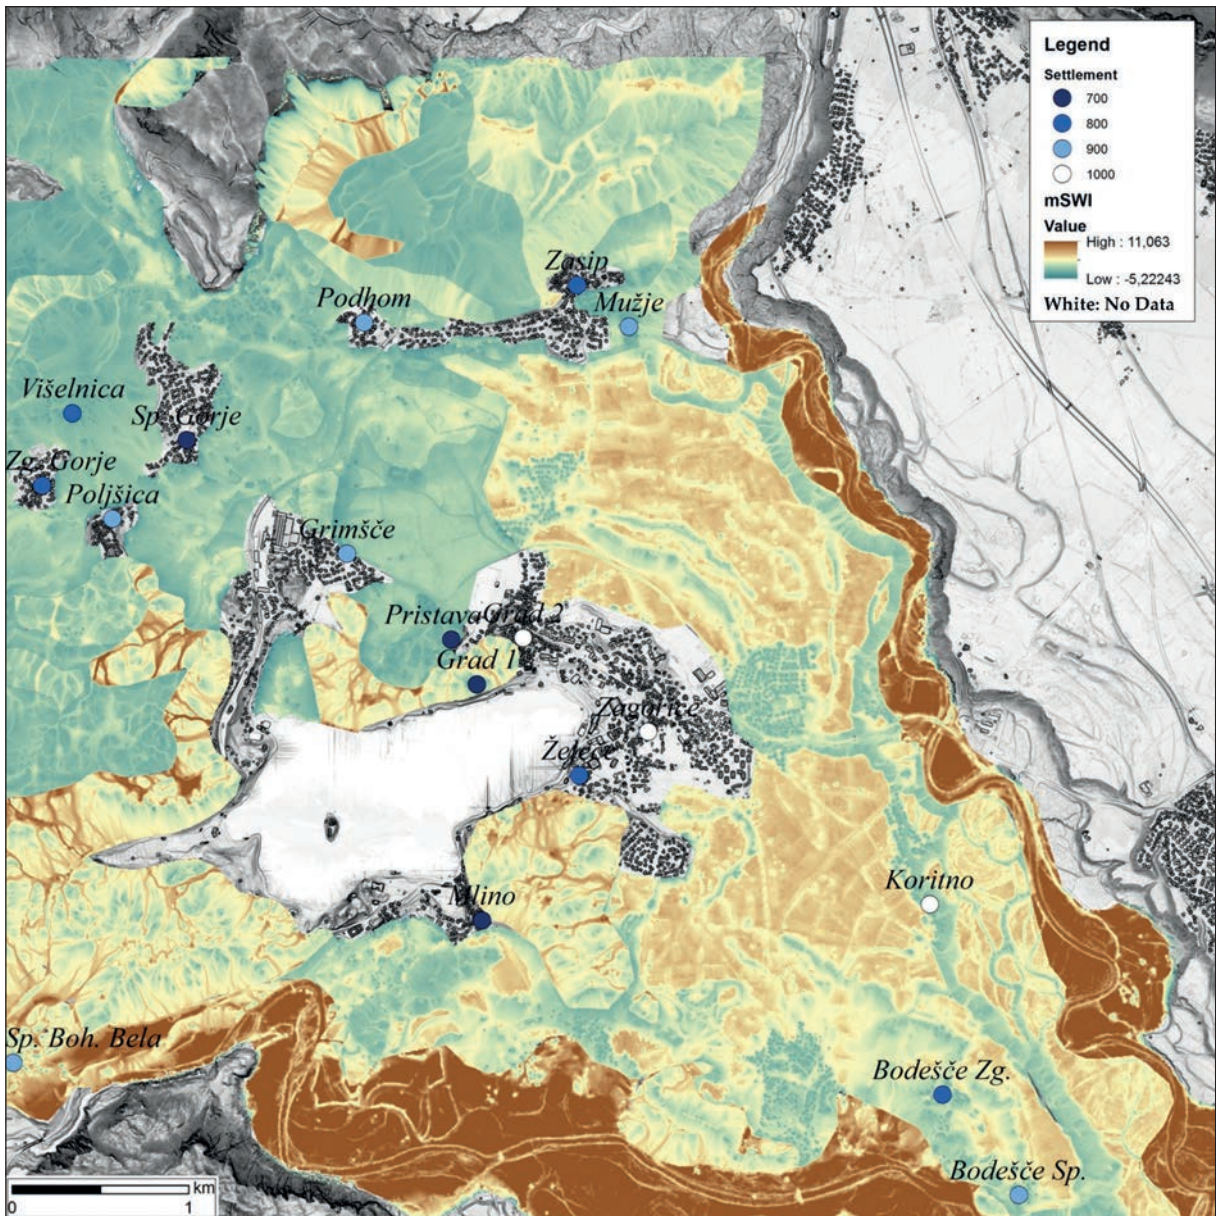 Legend
Settlement
700
800
900
1000
mSWI
Value
High : 11,063
Low : -5,22243
White: No Data
Zasip
Podhom
Mužje
Višelnica
Sp. Gorje
Zg. Gorje
Poljšica
Grimšče
Pristava
Grad 2
Grad 1
Zagorice
Želeče
Koritno
Mlino
Sp. Boh. Bela
Bodešče Zg.
Bodešče Sp.
km
0 1